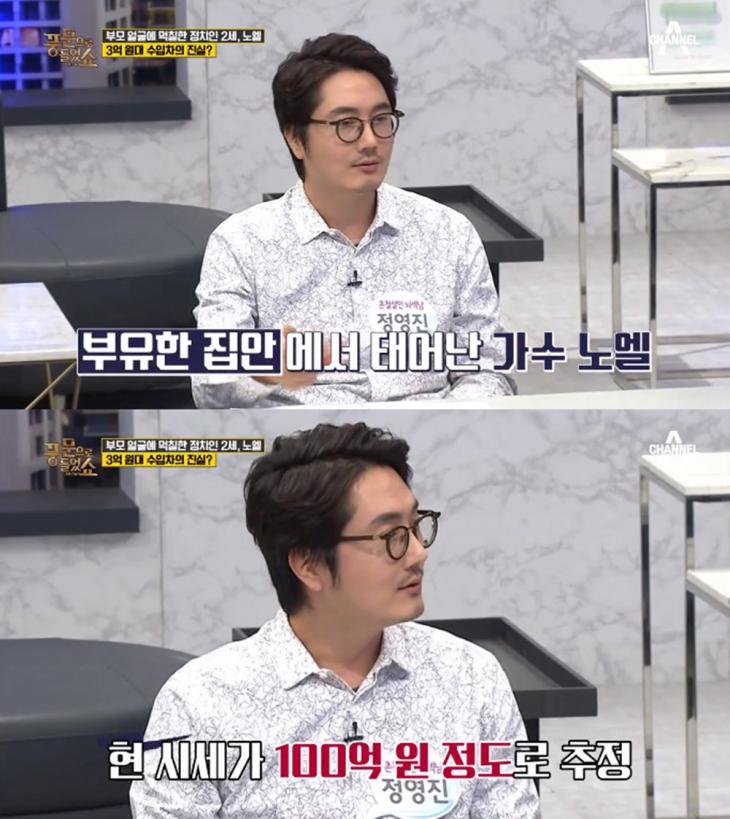 풍문으로
들었쇼
부모 얼굴에 먹칠한 정치인 2세, 노엘
3억 원대 수입차의 진실?
CHANNEL A
정영진
부유한 집안에서 태어난 가수 노엘
풍문으로
들었쇼
부모 얼굴에 먹칠한 정치인 2세, 노엘
3억 원대 수입차의 진실?
CHANNEL A
현 시세가 100억 원 정도로 추정
정영진